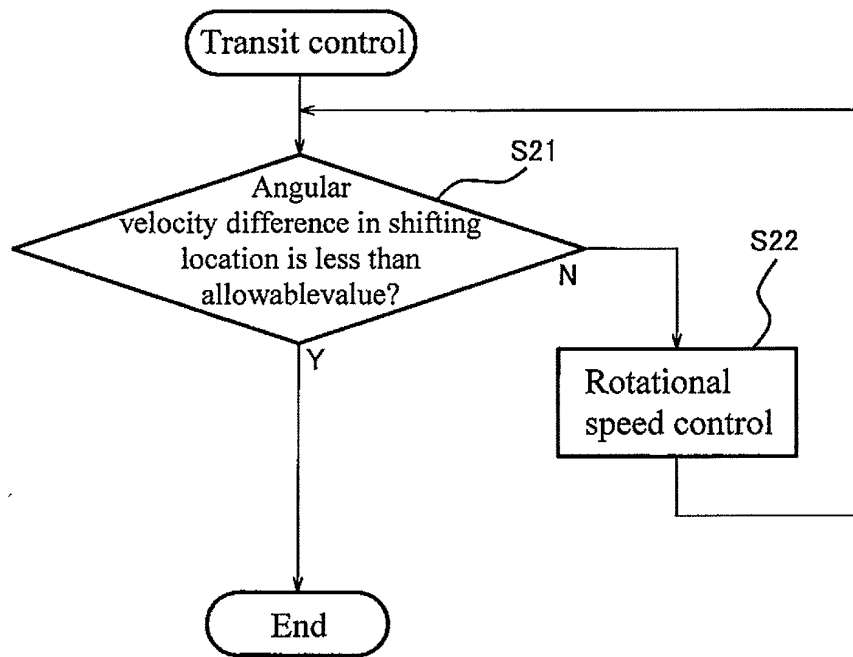 Transit control
S21
Angular
velocity difference in shifting
location is less than
allowablevalue?
N
S22
Y
Rotational
speed control
End